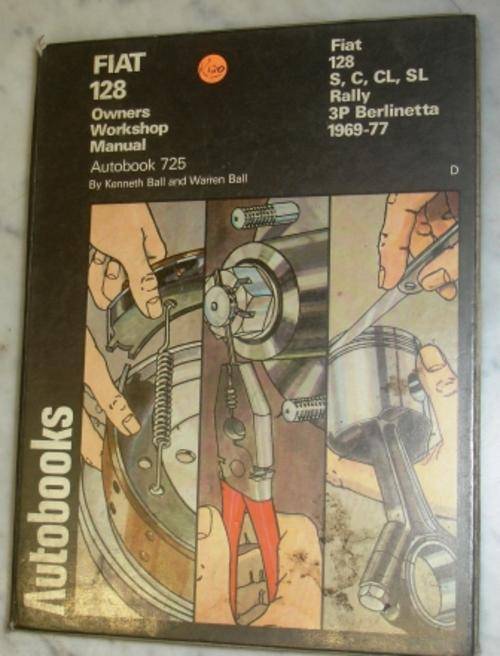 FIAT
128
Owners
Workshop
Manual
Autobook 725
By Kenneth Ball and Warren Ball
Fiat
128
S, C, CL, SL
Rally
3P Berlinetta
1969-77
D
Autobooks